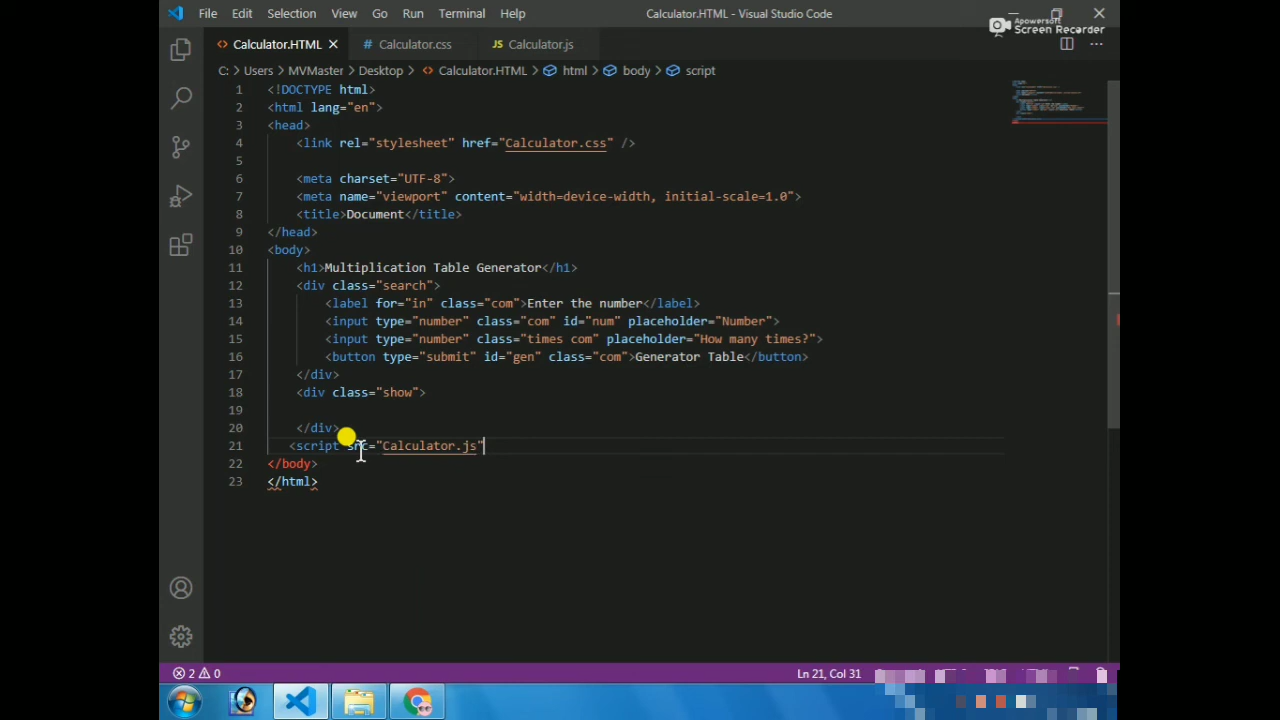 File Edit Selection View Go Run Terminal Help Calculator.HTML - Visual Studio Code
Apowersoft
Screen Recorder
<> Calculator.HTML × # Calculator.css JS Calculator.js
C: > Users > MVMaster > Desktop > <> Calculator.HTML > html > body > script
1 <!DOCTYPE html>
2 <html lang="en">
3 <head>
4 <link rel="stylesheet" href="Calculator.css" />
5
6 <meta charset="UTF-8">
7 <meta name="viewport" content="width=device-width, initial-scale=1.0">
8 <title>Document</title>
9 </head>
10 <body>
11 <h1>Multiplication Table Generator</h1>
12 <div class="search">
13 <label for="in" class="com">Enter the number</label>
14 <input type="number" class="com" id="num" placeholder="Number">
15 <input type="number" class="times com" placeholder="How many times?">
16 <button type="submit" id="gen" class="com">Generator Table</button>
17 </div>
18 <div class="show">
19
20 </div>
21 <script src="Calculator.js"
22 </body>
23 </html>
2 0 Ln 21, Col 31